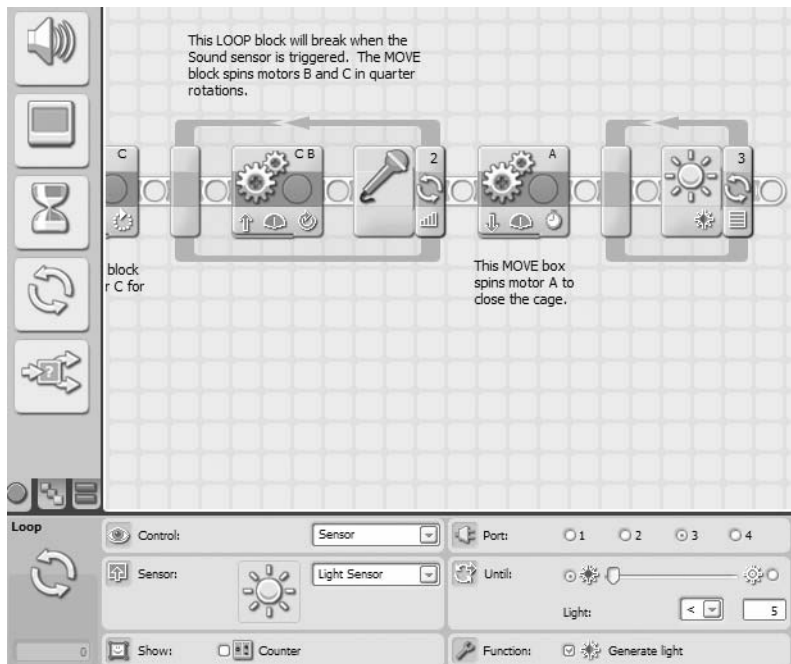 This LOOP block will break when the
Sound sensor is triggered. The MOVE
block spins motors B and C in quarter
rotations.
C
C B
2
A
3
block
r C for
This MOVE box
spins motor A to
close the cage.
?
Loop
0
Control:
Sensor
Port:
1 2 3 4
Sensor:
Light Sensor
Until:
Light:
< 5
Show:
Counter
Function:
Generate light